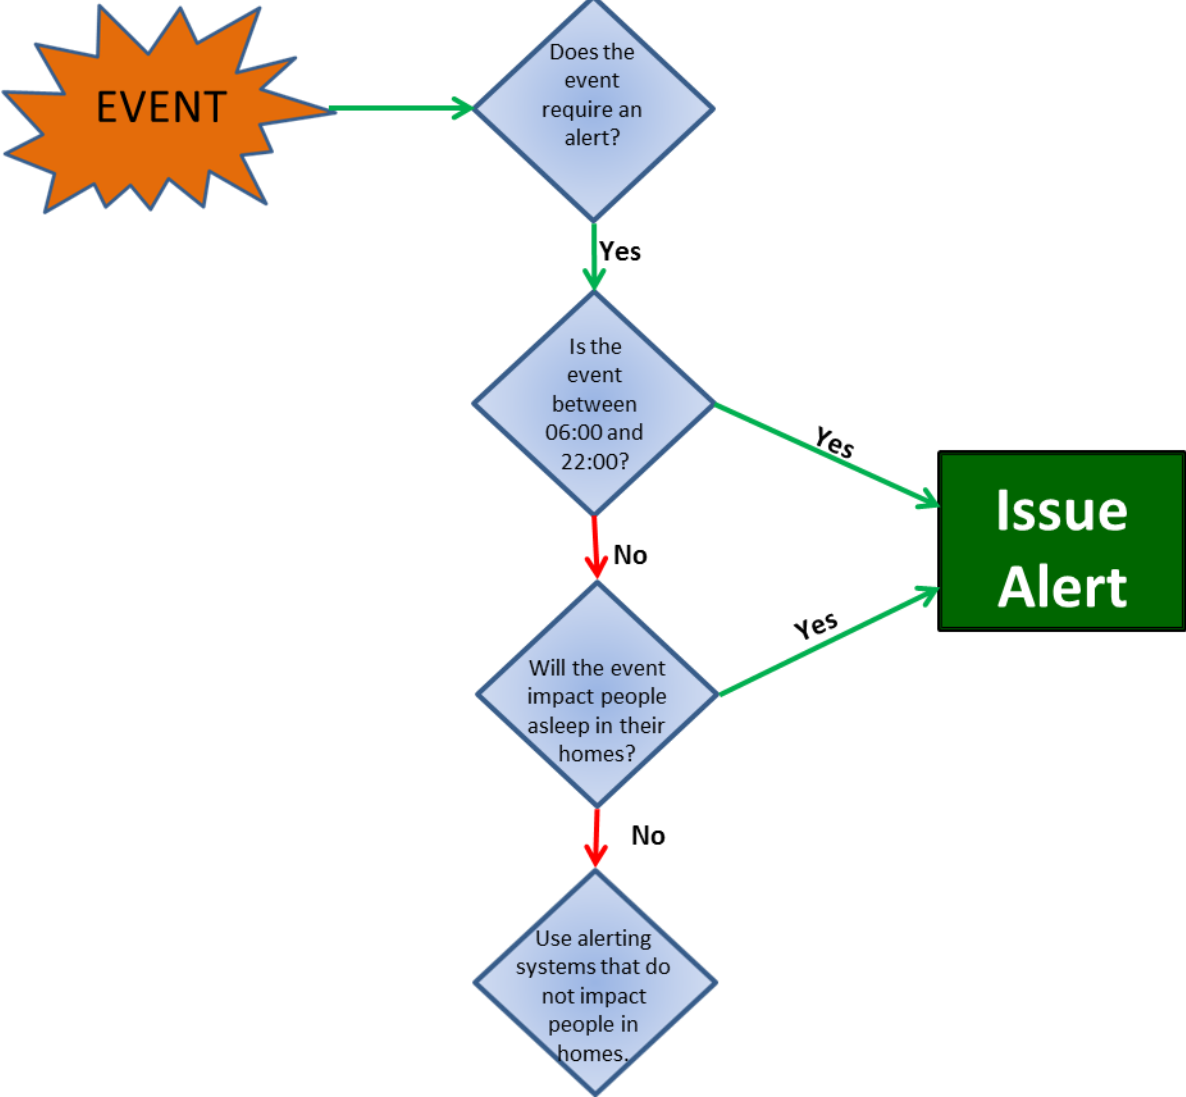 EVENT
Does the
event
require an
alert?
Yes
Is the
event
between
06:00 and
22:00?
Yes
Issue
Alert
No
Will the event
impact people
asleep in their
homes?
Yes
No
Use alerting
systems that do
not impact
people in
homes.